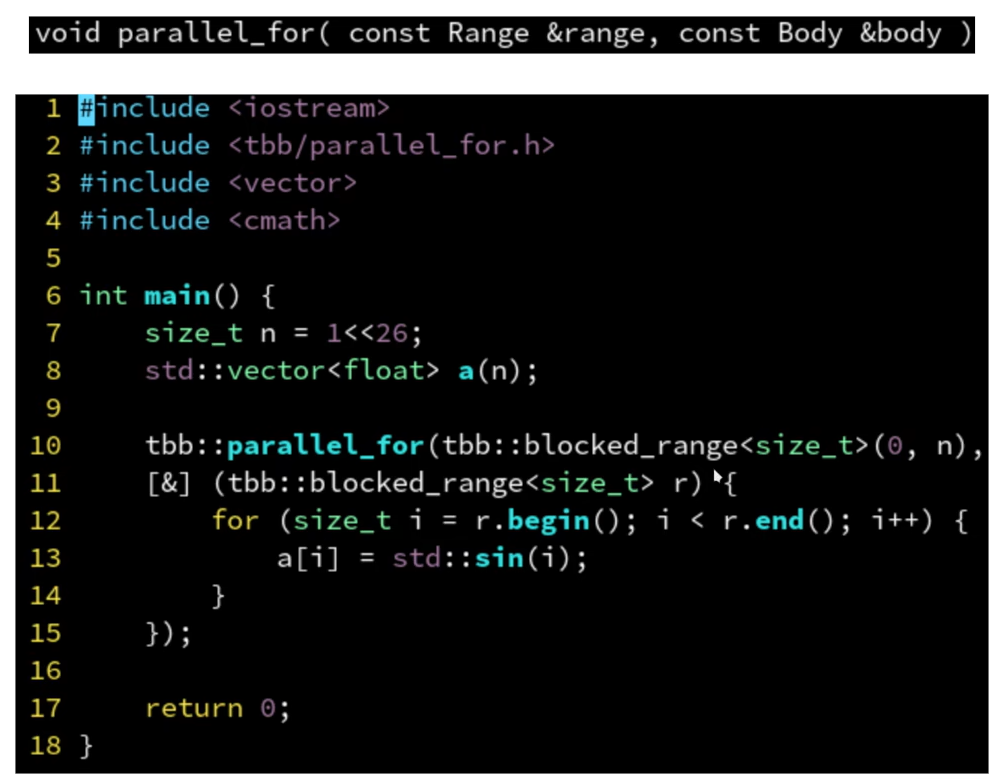 void parallel_for( const Range &range, const Body &body )
1 #include <iostream>
2 #include <tbb/parallel_for.h>
3 #include <vector>
4 #include <cmath>
5
6 int main() {
7     size_t n = 1<<26;
8     std::vector<float> a(n);
9
10     tbb::parallel_for(tbb::blocked_range<size_t>(0, n),
11     [&] (tbb::blocked_range<size_t> r) {
12         for (size_t i = r.begin(); i < r.end(); i++) {
13             a[i] = std::sin(i);
14         }
15     });
16
17     return 0;
18 }